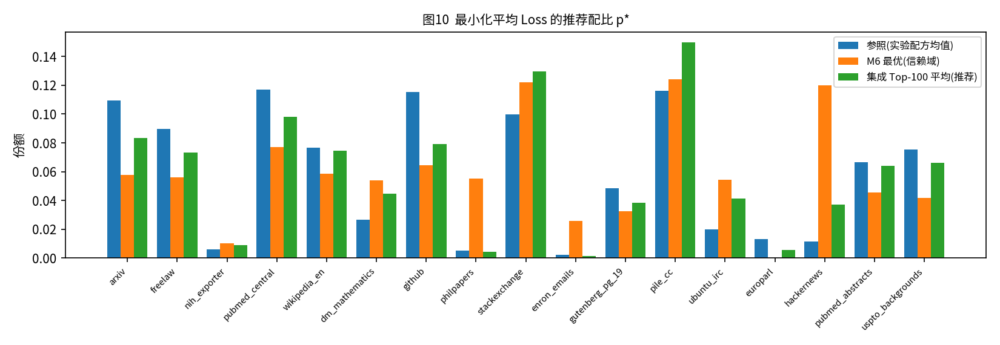 图10 最小化平均 Loss 的推荐配比 p*
参照(实验配方均值)
M6 最优(信赖域)
集成 Top-100 平均(推荐)
份额
0.14
0.12
0.10
0.08
0.06
0.04
0.02
0.00
arxiv
freelaw
nih_exporter
pubmed_central
wikipedia_en
dm_mathematics
github
philpapers
stackexchange
enron_emails
gutenberg_pg_19
pile_cc
ubuntu_irc
europarl
hackernews
pubmed_abstracts
uspto_backgrounds